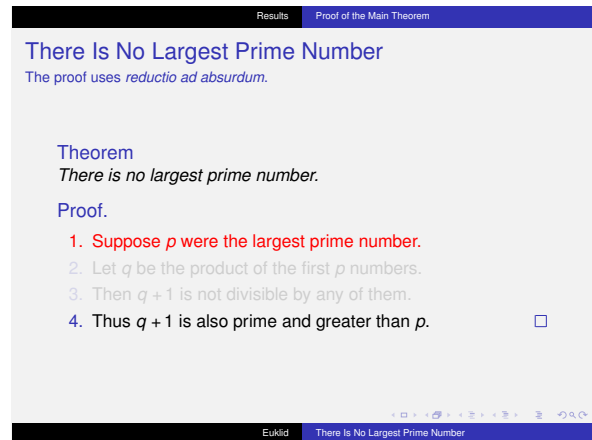 Results Proof of the Main Theorem
There Is No Largest Prime Number
The proof uses reductio ad absurdum.
Theorem
There is no largest prime number.
Proof.
1. Suppose p were the largest prime number.
2. Let q be the product of the first p numbers.
3. Then q + 1 is not divisible by any of them.
4. Thus q + 1 is also prime and greater than p.
Euklid There Is No Largest Prime Number